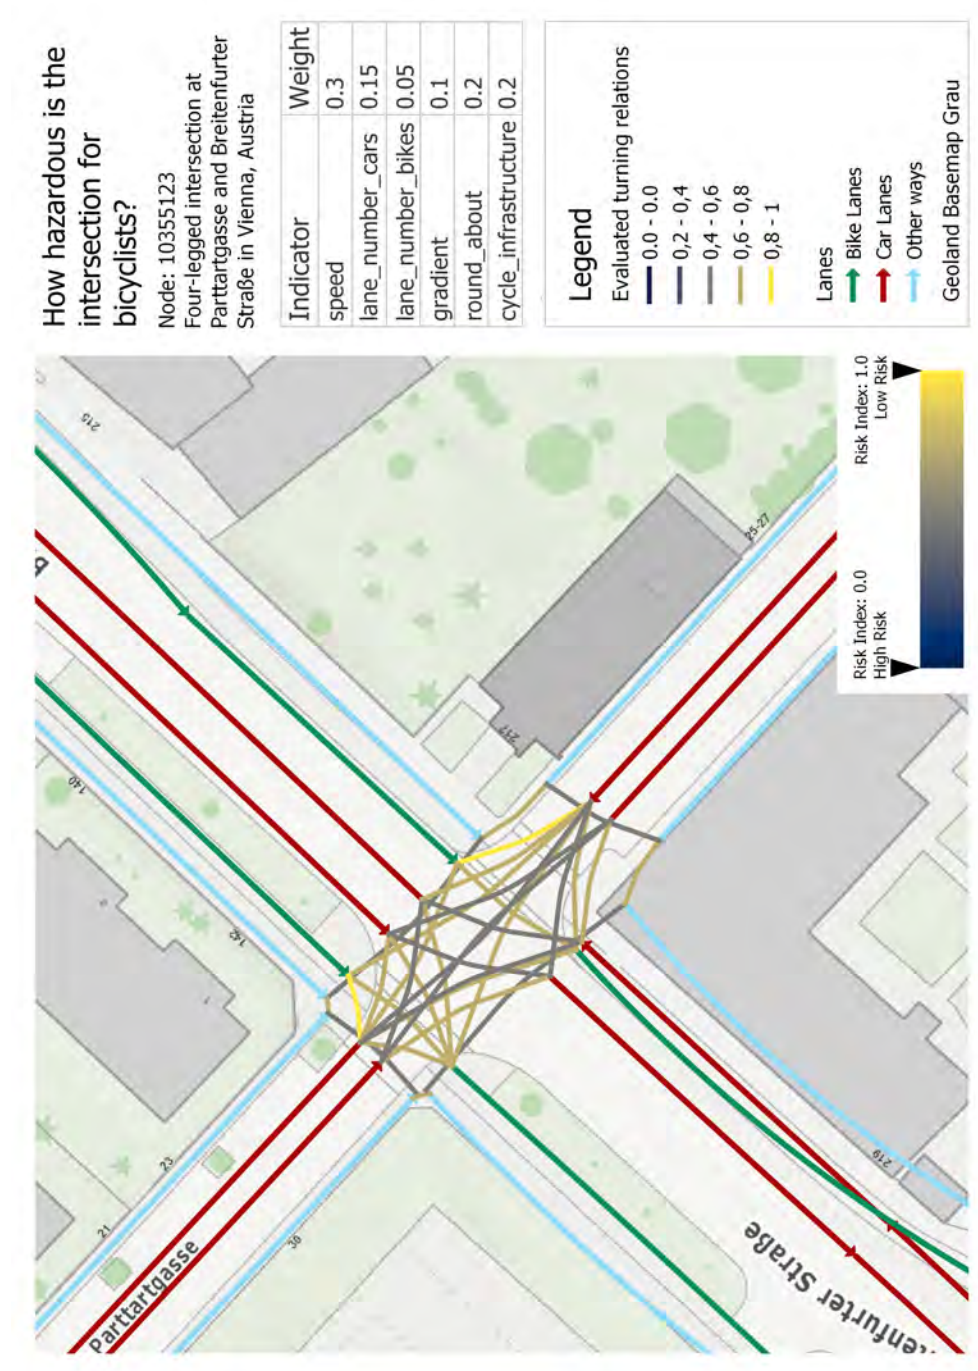 How hazardous is the
intersection for
bicyclists?
Node: 10355123
Four-legged intersection at
Parttartgasse and Breitenfurter
Straße in Vienna, Austria
Indicator Weight
speed 0.3
lane_number_cars 0.15
lane_number_bikes 0.05
gradient 0.1
round_about 0.2
cycle_infrastructure 0.2
Legend
Evaluated turning relations
0.0 - 0.0
0,2 - 0,4
0,4 - 0,6
0,6 - 0,8
0,8 - 1
Lanes
Bike Lanes
Car Lanes
Other ways
Geoland Basemap Grau
Risk Index: 0.0
High Risk
Risk Index: 1.0
Low Risk
Parttartgasse
tenfurter Straße
21
23
36
142
140
215
217
25-27
219